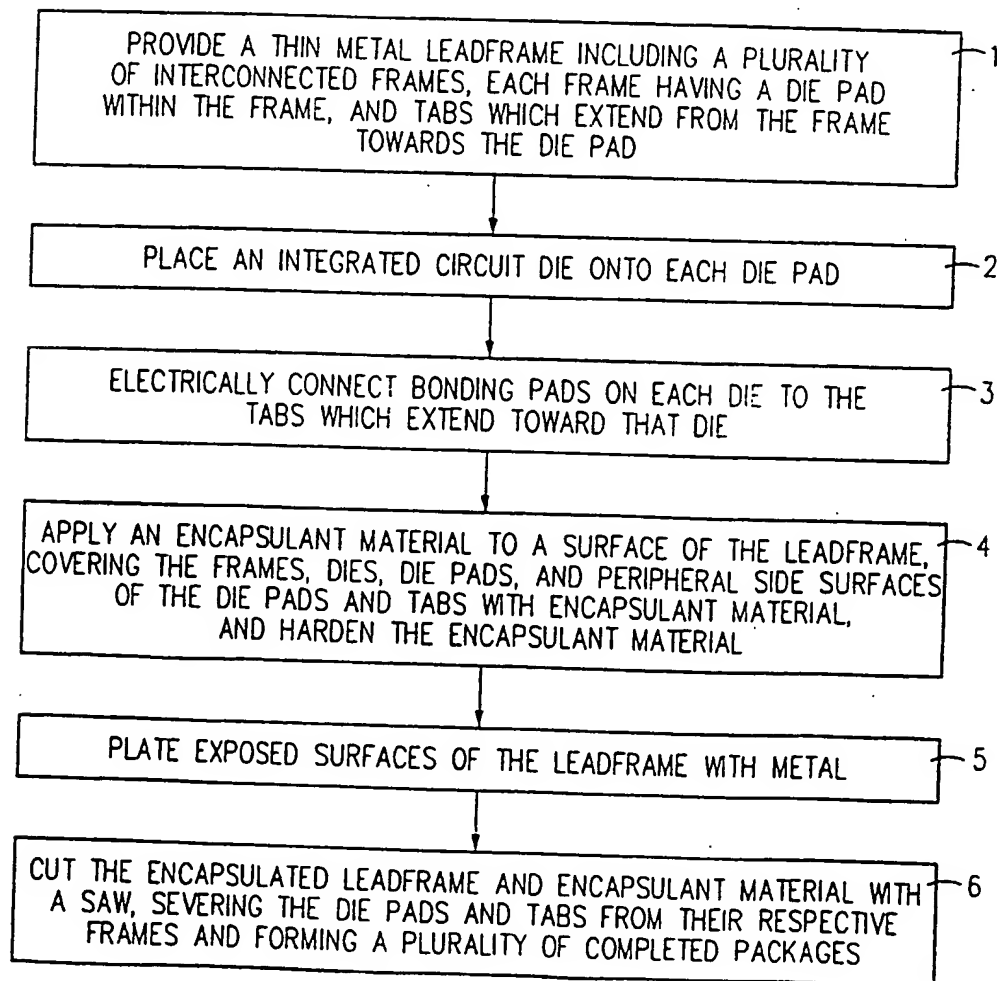 PROVIDE A THIN METAL LEADFRAME INCLUDING A PLURALITY
OF INTERCONNECTED FRAMES, EACH FRAME HAVING A DIE PAD
WITHIN THE FRAME, AND TABS WHICH EXTEND FROM THE FRAME
TOWARDS THE DIE PAD
1
PLACE AN INTEGRATED CIRCUIT DIE ONTO EACH DIE PAD
2
ELECTRICALLY CONNECT BONDING PADS ON EACH DIE TO THE
TABS WHICH EXTEND TOWARD THAT DIE
3
APPLY AN ENCAPSULANT MATERIAL TO A SURFACE OF THE LEADFRAME,
COVERING THE FRAMES, DIES, DIE PADS, AND PERIPHERAL SIDE SURFACES
OF THE DIE PADS AND TABS WITH ENCAPSULANT MATERIAL,
AND HARDEN THE ENCAPSULANT MATERIAL
4
PLATE EXPOSED SURFACES OF THE LEADFRAME WITH METAL
5
CUT THE ENCAPSULATED LEADFRAME AND ENCAPSULANT MATERIAL WITH
A SAW, SEVERING THE DIE PADS AND TABS FROM THEIR RESPECTIVE
FRAMES AND FORMING A PLURALITY OF COMPLETED PACKAGES
6